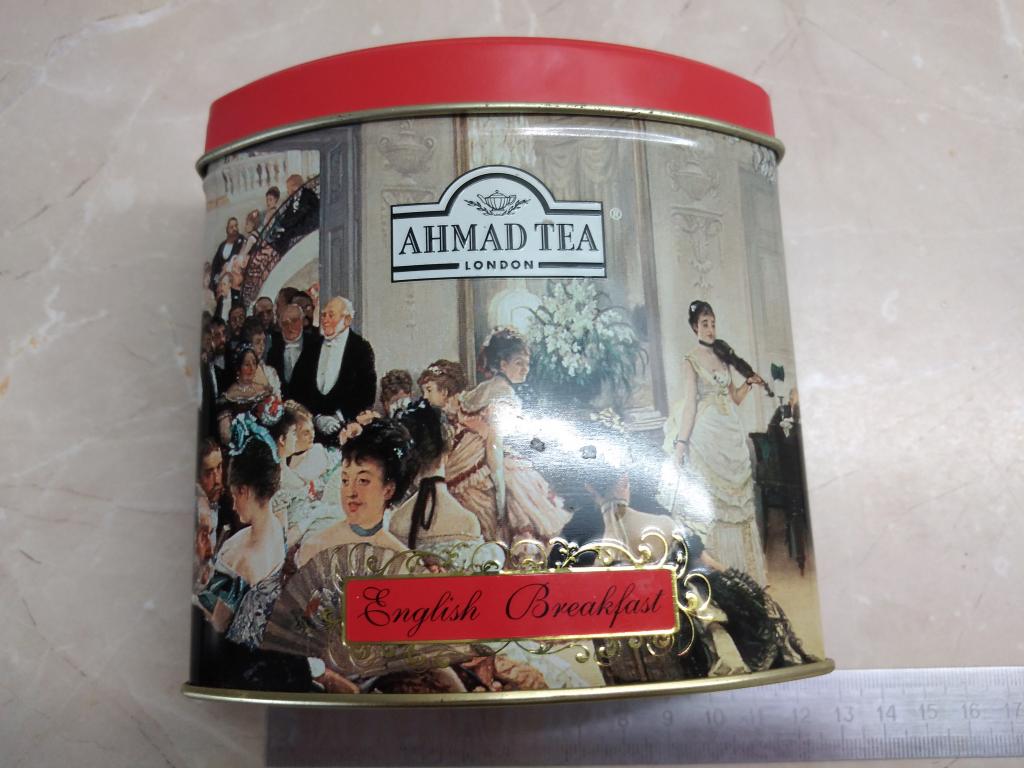 AHMAD TEA ®
LONDON
English Breakfast
8 9 10 11 12 13 14 15 16 17